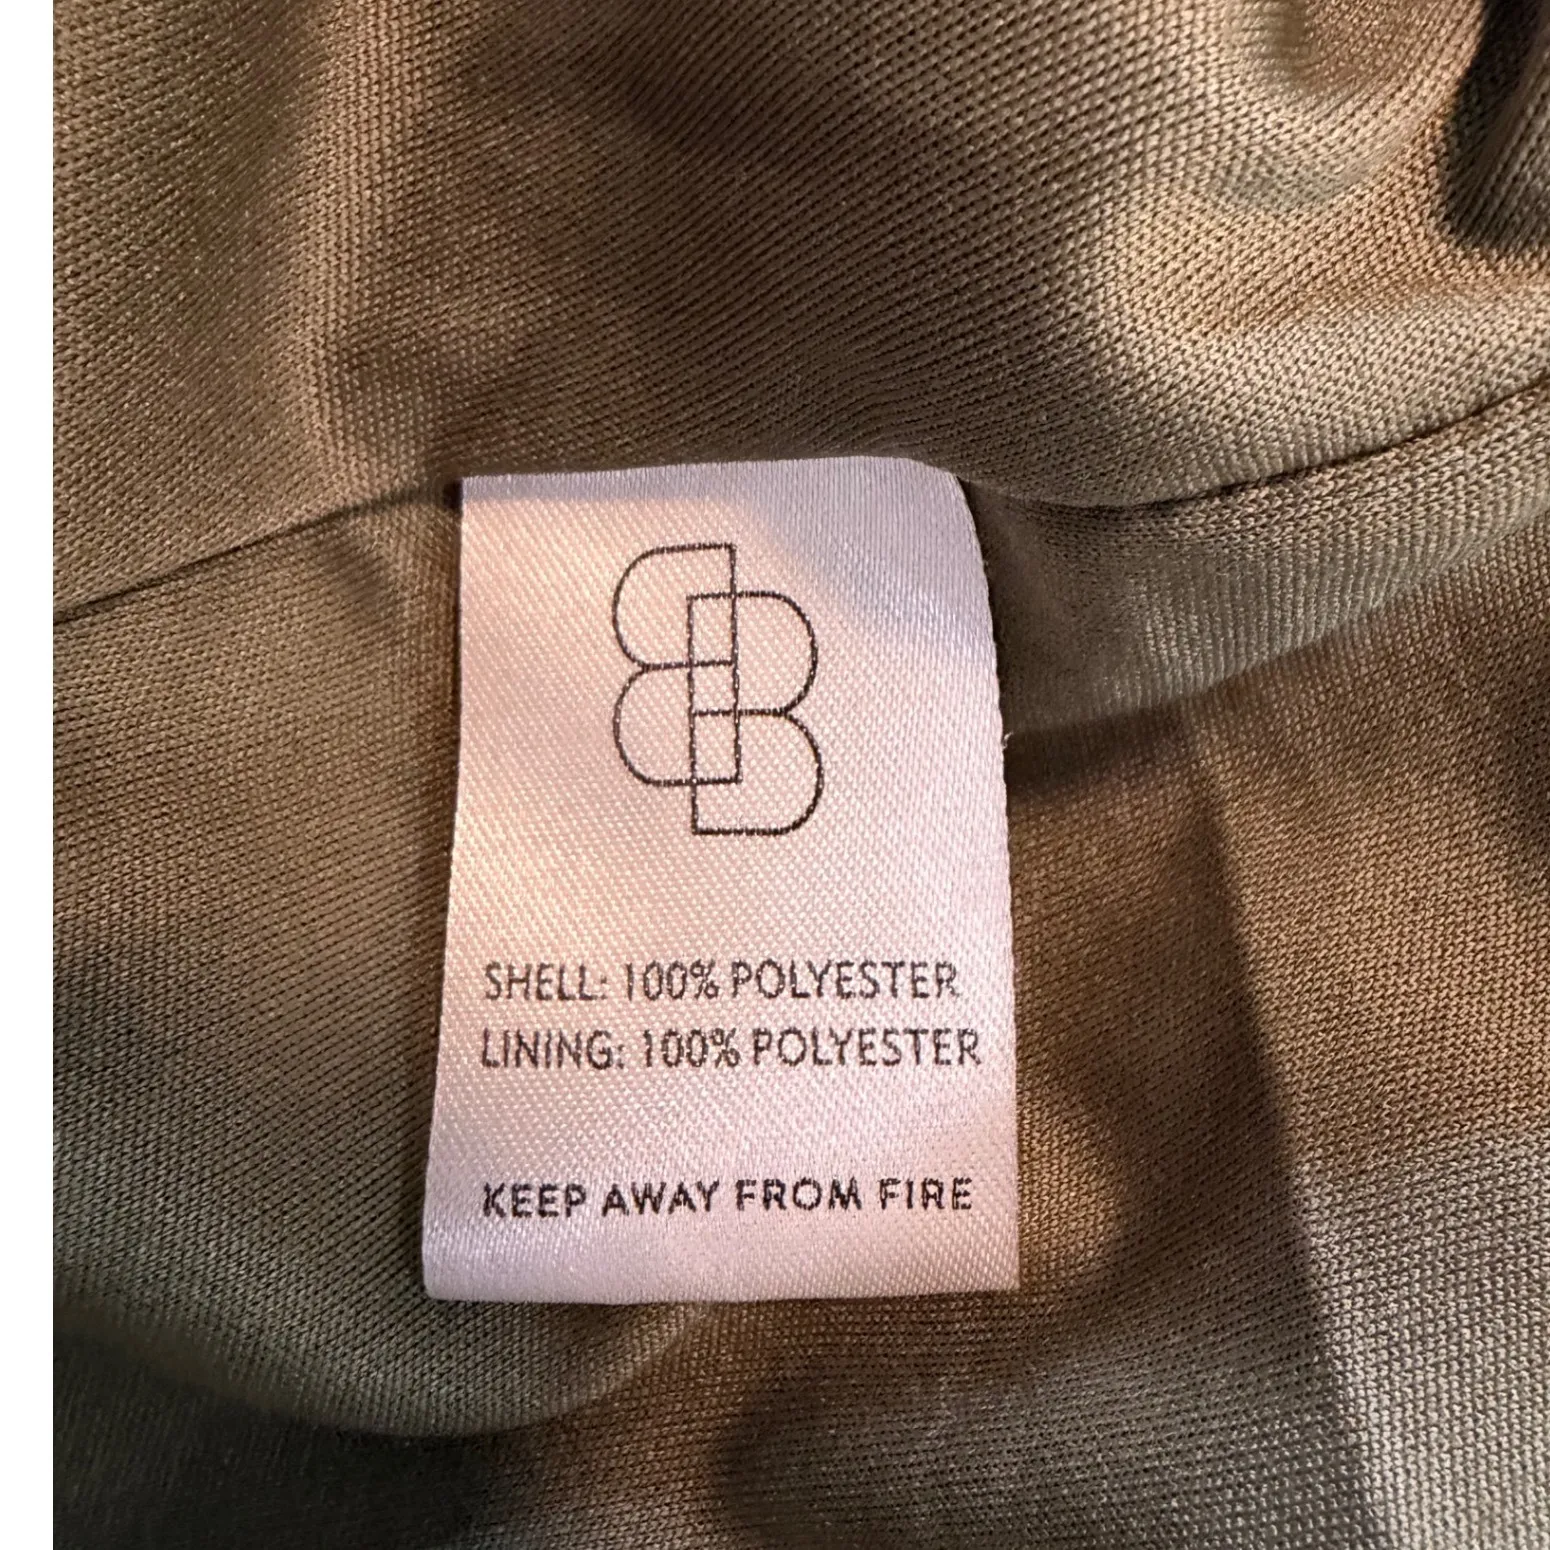 SHELL: 100% POLYESTER
LINING: 100% POLYESTER
KEEP AWAY FROM FIRE